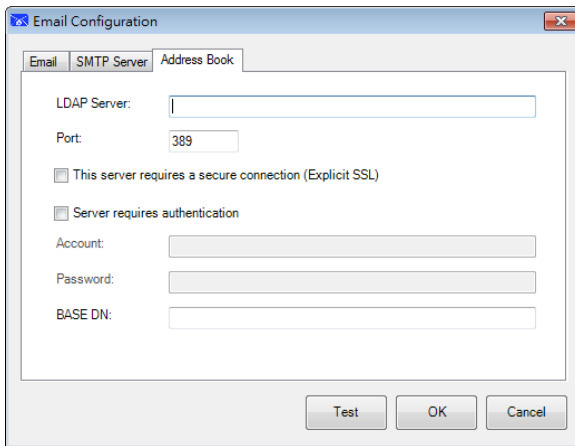 Email Configuration
Email SMTP Server Address Book
LDAP Server:
Port: 389
This server requires a secure connection (Explicit SSL)
Server requires authentication
Account:
Password:
BASE DN:
Test OK Cancel